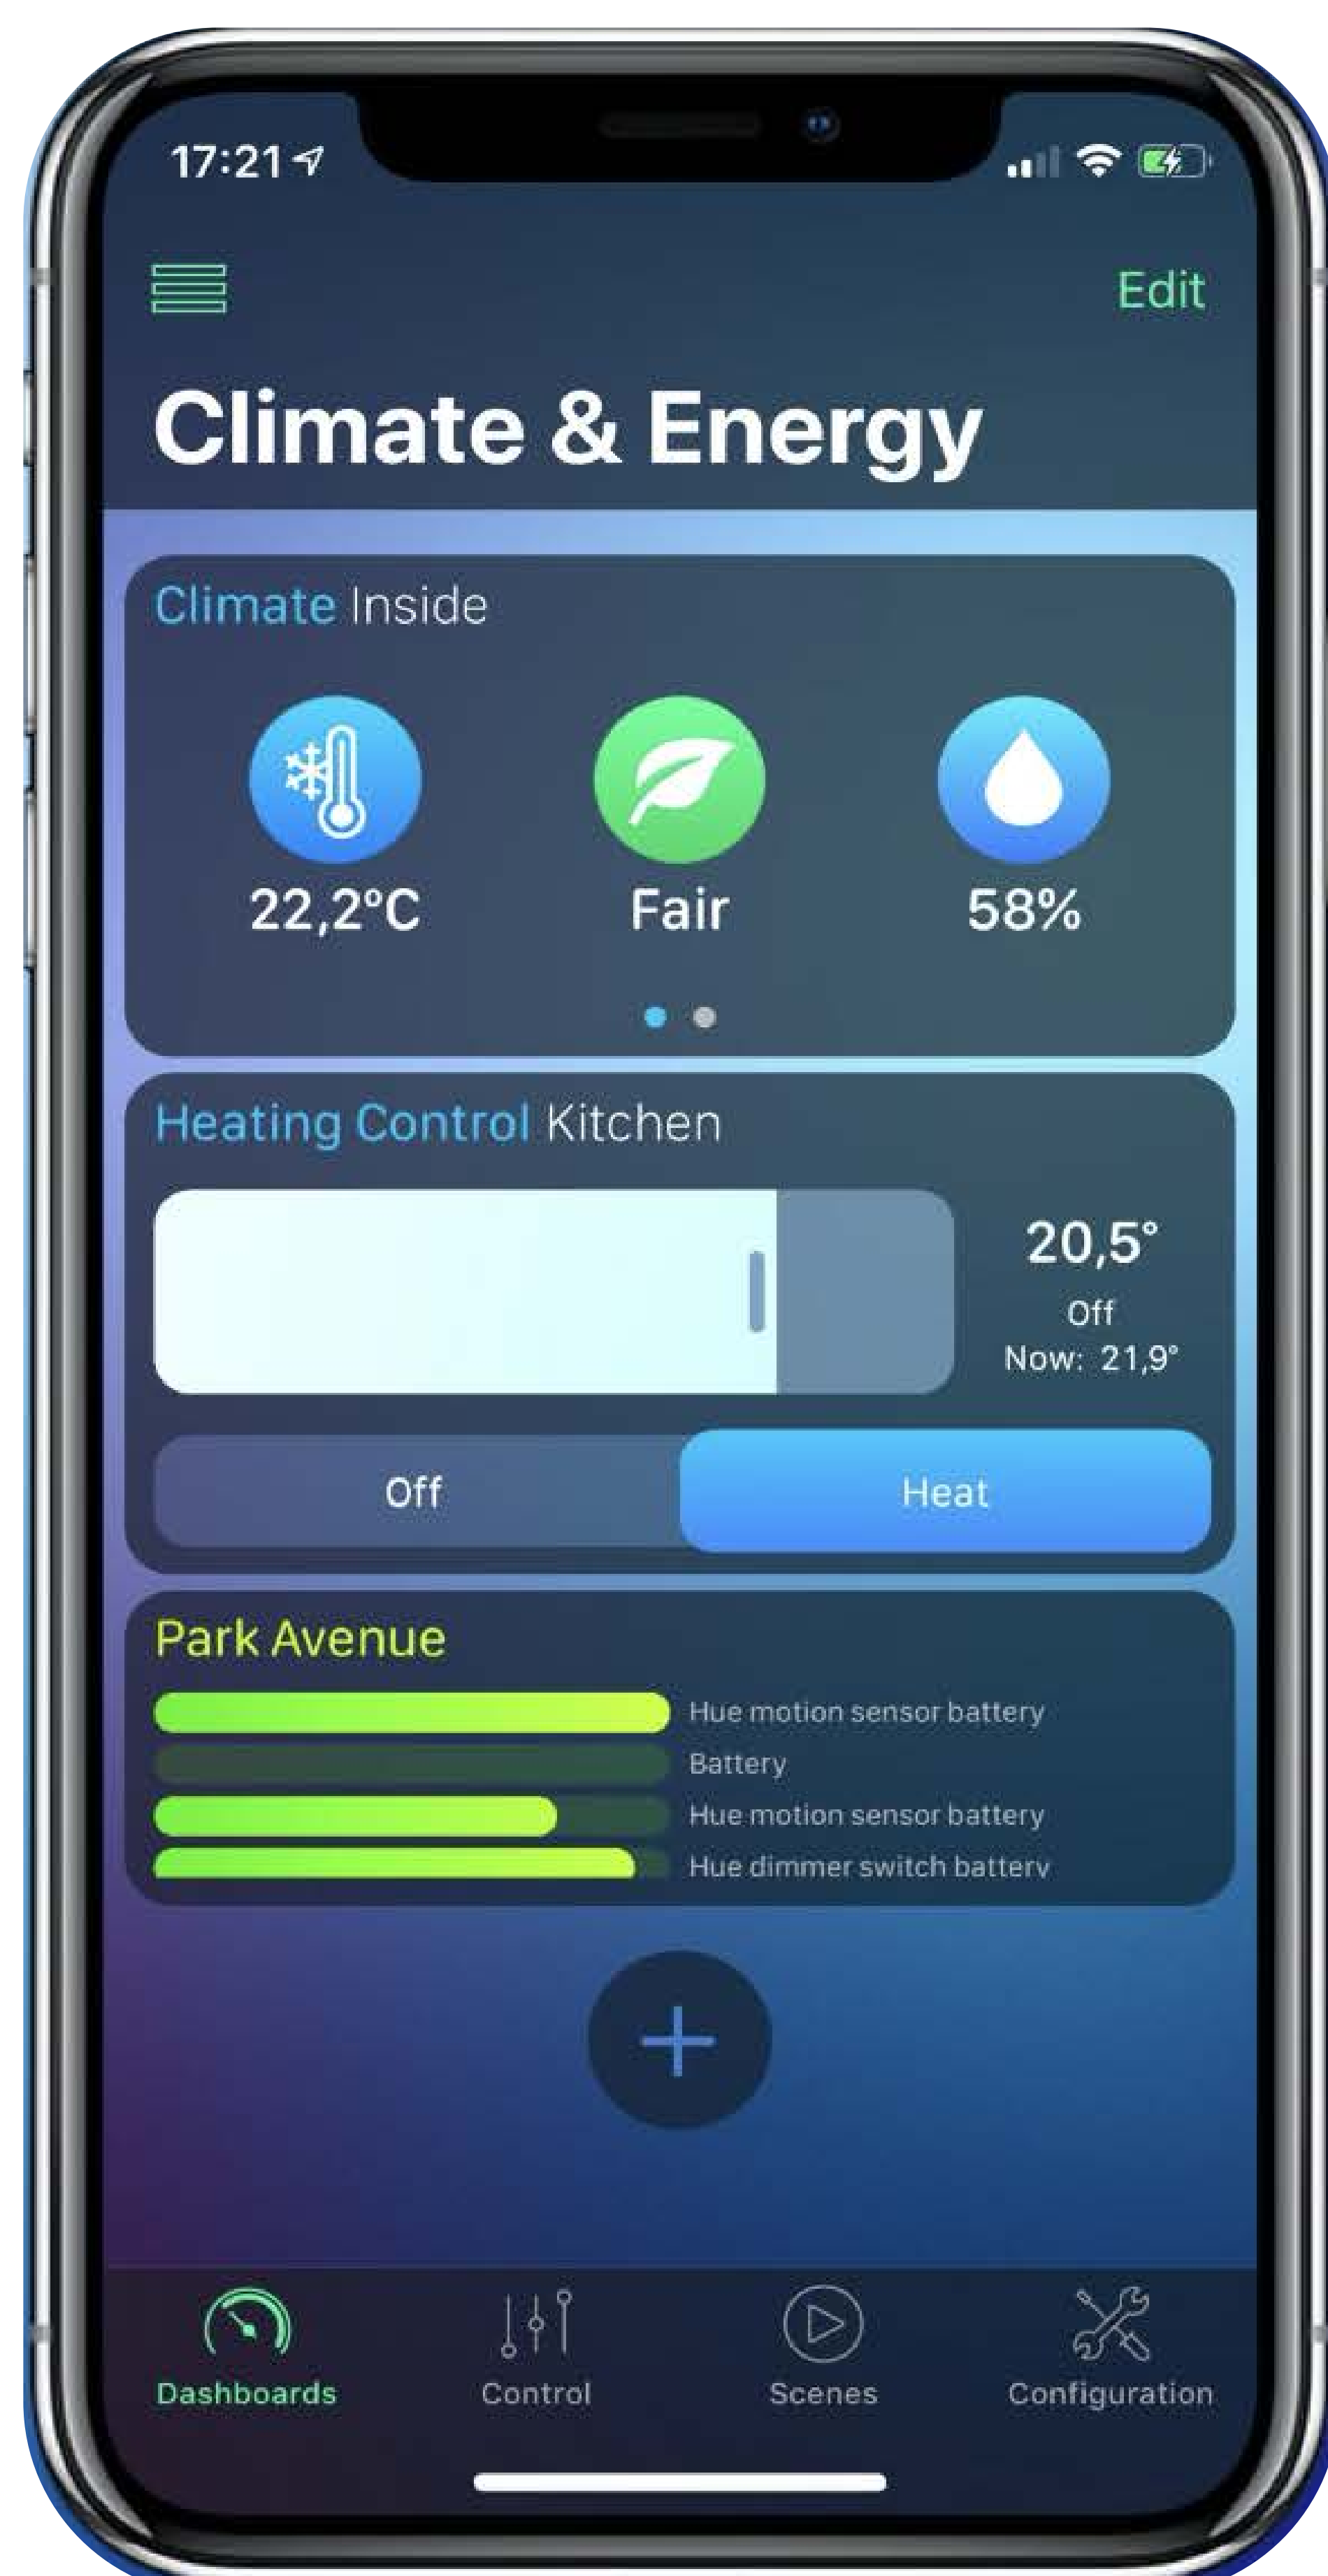 17:21
Edit
Climate & Energy
Climate Inside
22,2°C
Fair
58%
Heating Control Kitchen
20,5°
Off
Now: 21,9°
Off
Heat
Park Avenue
Hue motion sensor battery
Battery
Hue motion sensor battery
Hue dimmer switch battery
Dashboards
Control
Scenes
Configuration